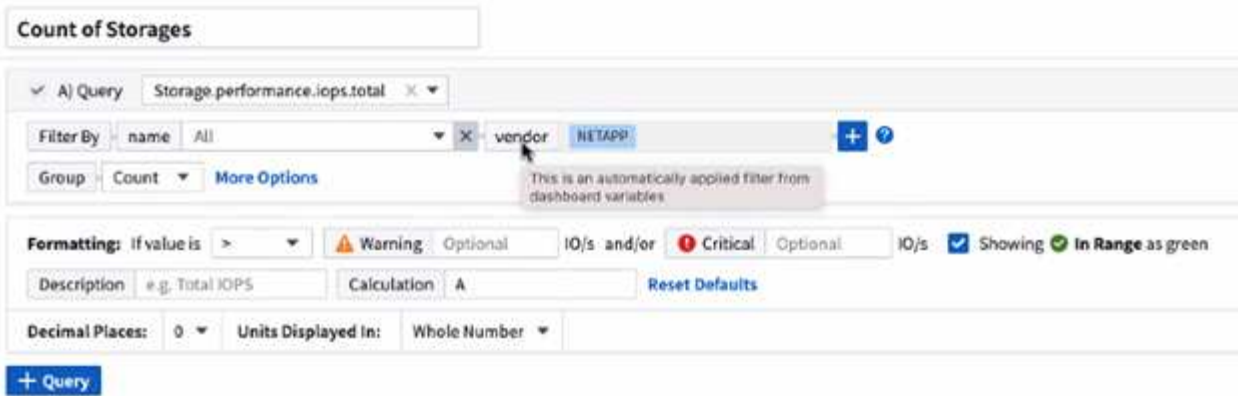 Count of Storages
A) Query Storage.performance.iops.total
Filter By name All vendor NETAPP
Group Count More Options
This is an automatically applied filter from
dashboard variables
Formatting: If value is > Warning Optional IO/s and/or Critical Optional IO/s Showing In Range as green
Description e.g. Total IOPS Calculation A Reset Defaults
Decimal Places: 0 Units Displayed In: Whole Number
+ Query